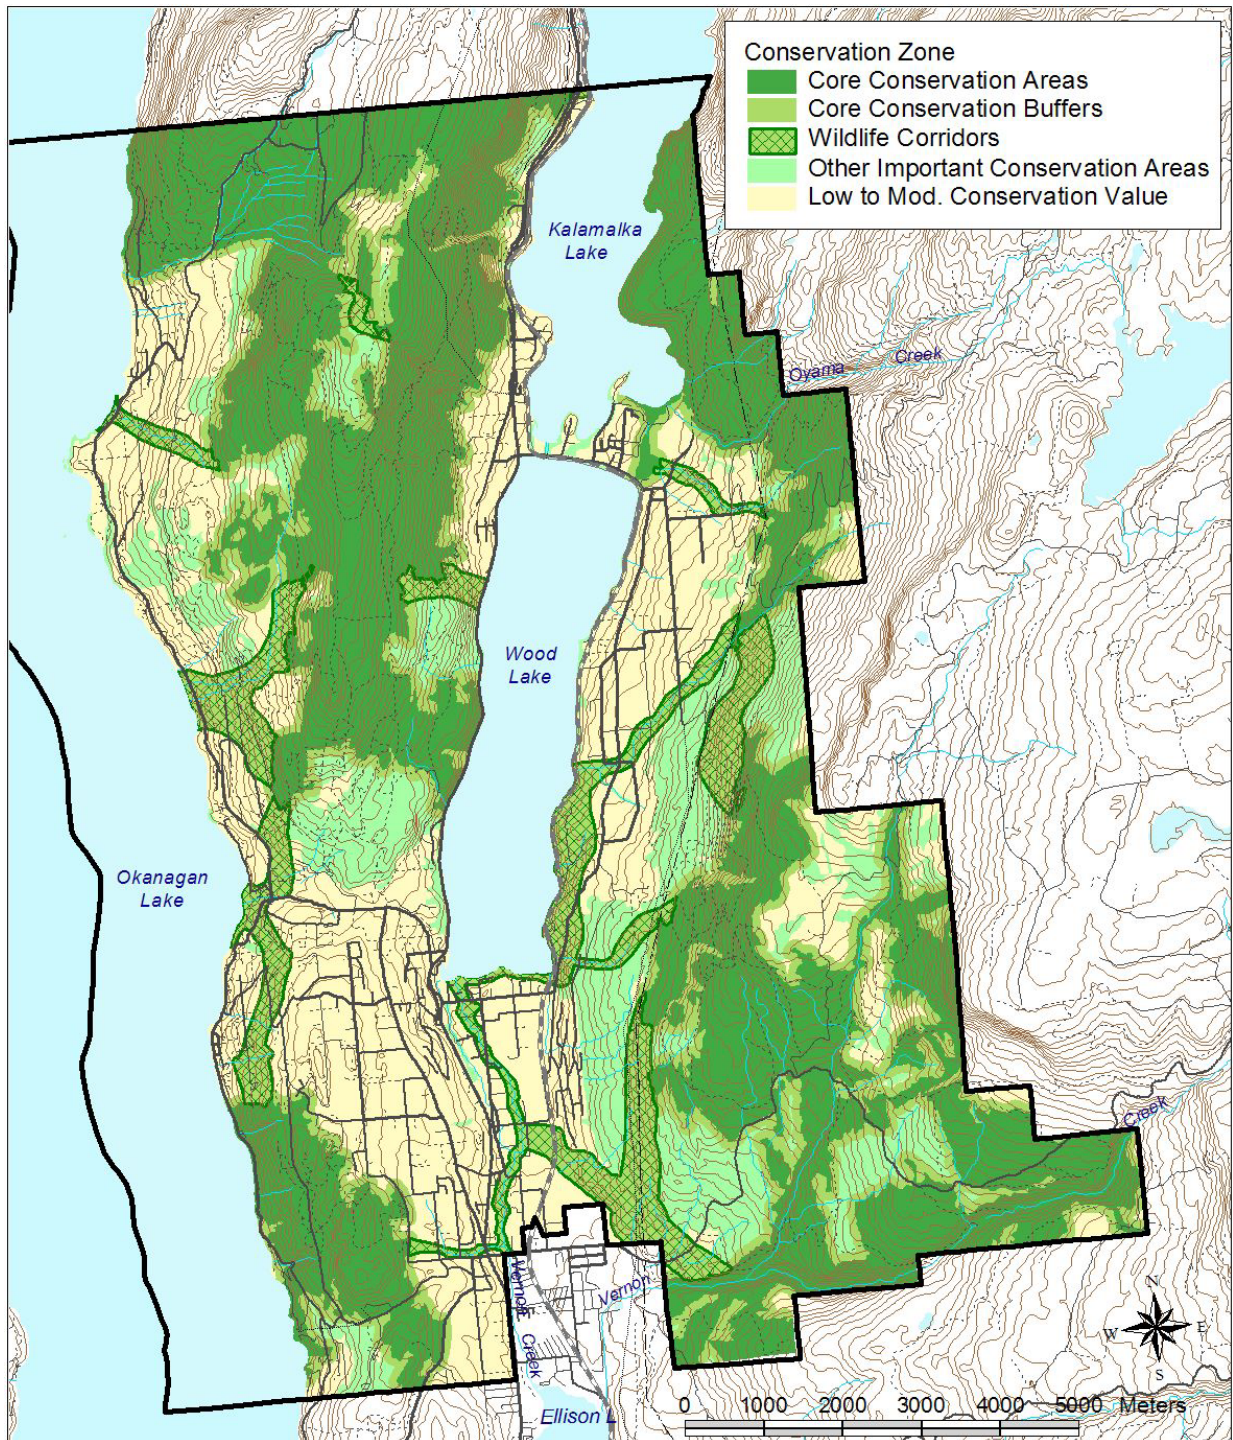 Conservation Zone
Core Conservation Areas
Core Conservation Buffers
Wildlife Corridors
Other Important Conservation Areas
Low to Mod. Conservation Value
Kalamalka
Lake
Oyama Creek
Wood
Lake
Okanagan
Lake
Creek
Vernon
Vernon Creek
Ellison L
N
W
E
S
0 1000 2000 3000 4000 5000 Meters